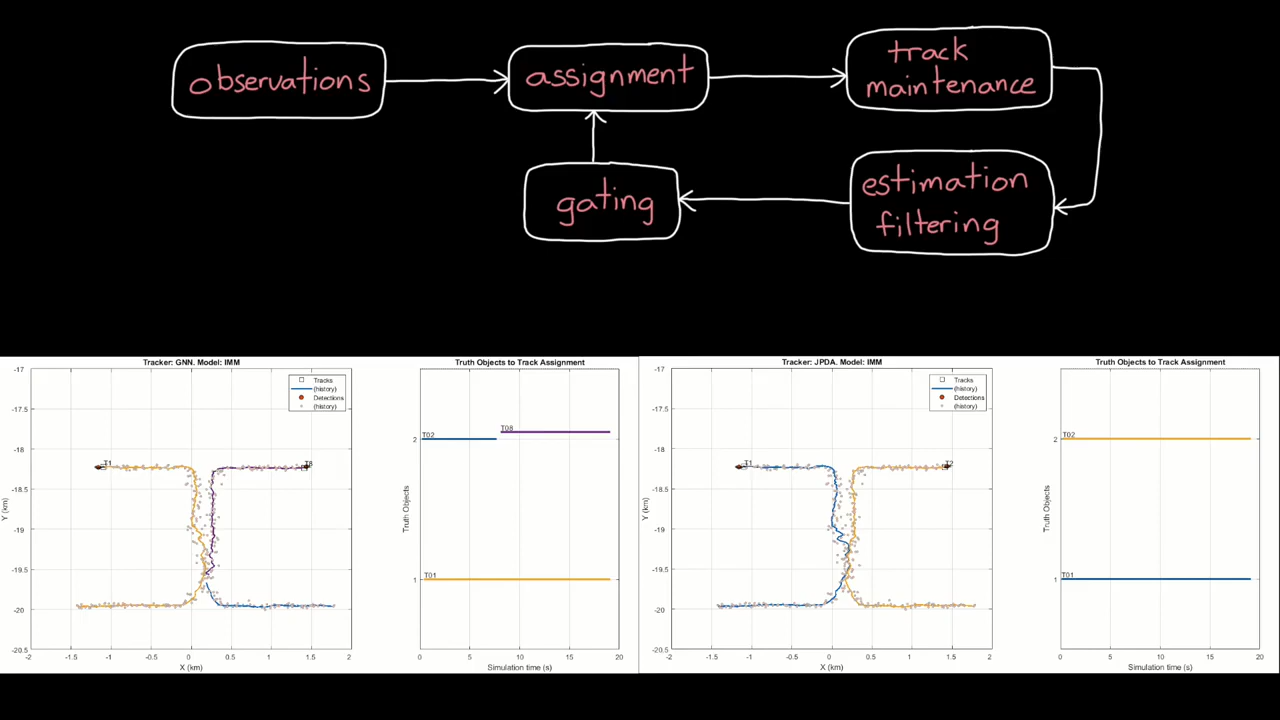 observations
assignment
track
maintenance
gating
estimation
filtering
Tracker: GNN. Model: IMM
Truth Objects to Track Assignment
Tracker: JPDA. Model: IMM
Truth Objects to Track Assignment
-17
-17.5
-18
-18.5
-19
-19.5
-20
-20.5
Y (km)
Tracks
(history)
Detections
(history)
T1
T8
-2 -1.5 -1 -0.5 0 0.5 1 1.5 2
X (km)
2
1
Truth Objects
T02
T08
T01
0 5 10 15 20
Simulation time (s)
-17
-17.5
-18
-18.5
-19
-19.5
-20
-20.5
Y (km)
Tracks
(history)
Detections
(history)
T1
T2
-2 -1.5 -1 -0.5 0 0.5 1 1.5 2
X (km)
2
1
Truth Objects
T02
T01
0 5 10 15 20
Simulation time (s)